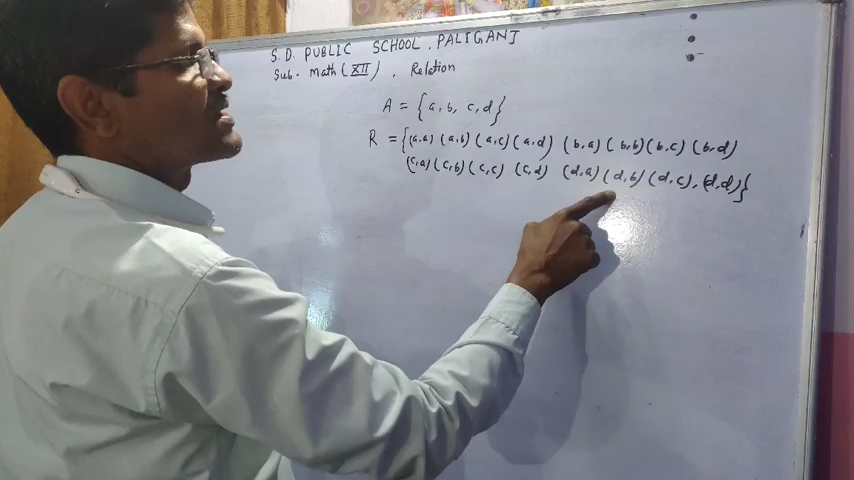 S.D. PUBLIC SCHOOL, PALIGANJ
Sub- Math (XII), Relation
A = {a, b, c, d}
R = {(a,a) (a,b) (a,c) (a,d) (b,a) (b,b) (b,c) (b,d)
(c,a) (c,b) (c,c) (c,d) (d,a) (d,b) (d,c), (d,d)}